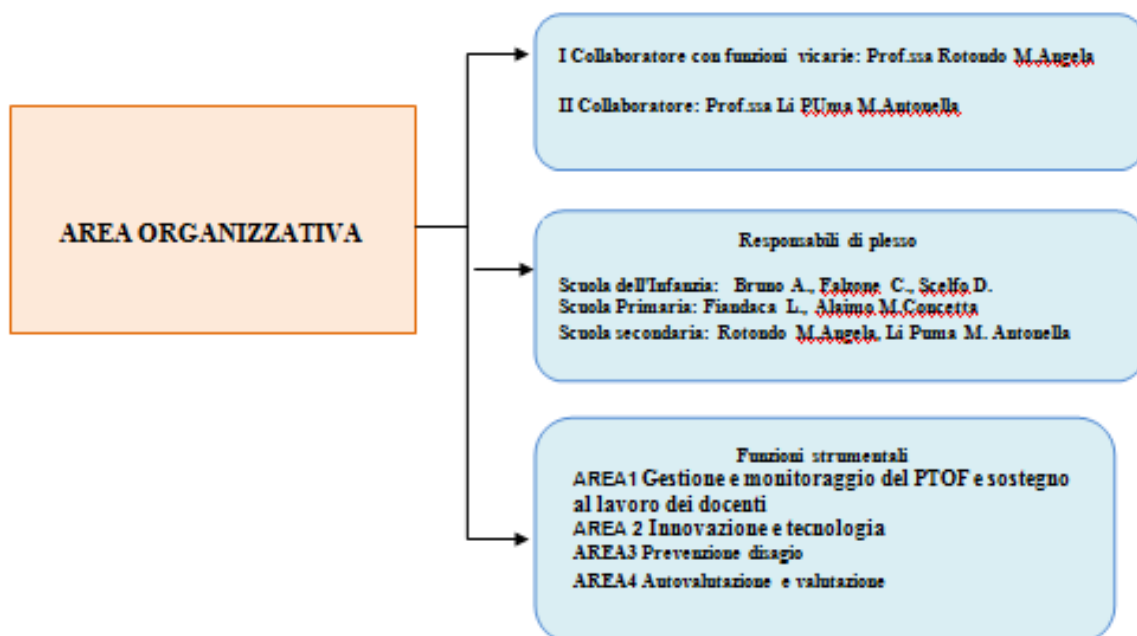 I Collaboratore con funzioni vicarie: Prof.ssa Rotondo M.Angela
II Collaboratore: Prof.ssa Li PUma M.Antonella
AREA ORGANIZZATIVA
Responsabili di plesso
Scuola dell'Infanzia: Bruno A., Falzone C., Scelfo D.
Scuola Primaria: Fiandaca L., Alaimo M.Concetta
Scuola secondaria: Rotondo M.Angela, Li Puma M. Antonella
Funzioni strumentali
AREA1 Gestione e monitoraggio del PTOF e sostegno
al lavoro dei docenti
AREA 2 Innovazione e tecnologia
AREA3 Prevenzione disagio
AREA4 Autovalutazione e valutazione